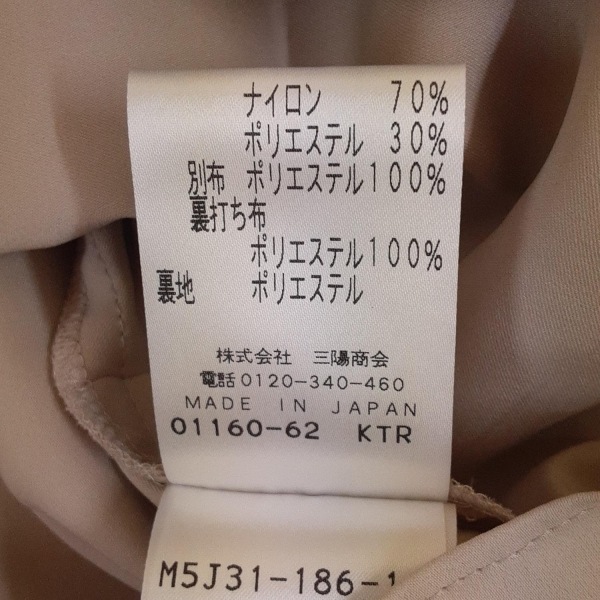 ナイロン 70%
ポリエステル 30%
別布 ポリエステル100%
裏打ち布
ポリエステル100%
裏地 ポリエステル
株式会社 三陽商会
電話0120-340-460
MADE IN JAPAN
01160-62 KTR
M5J31-186-